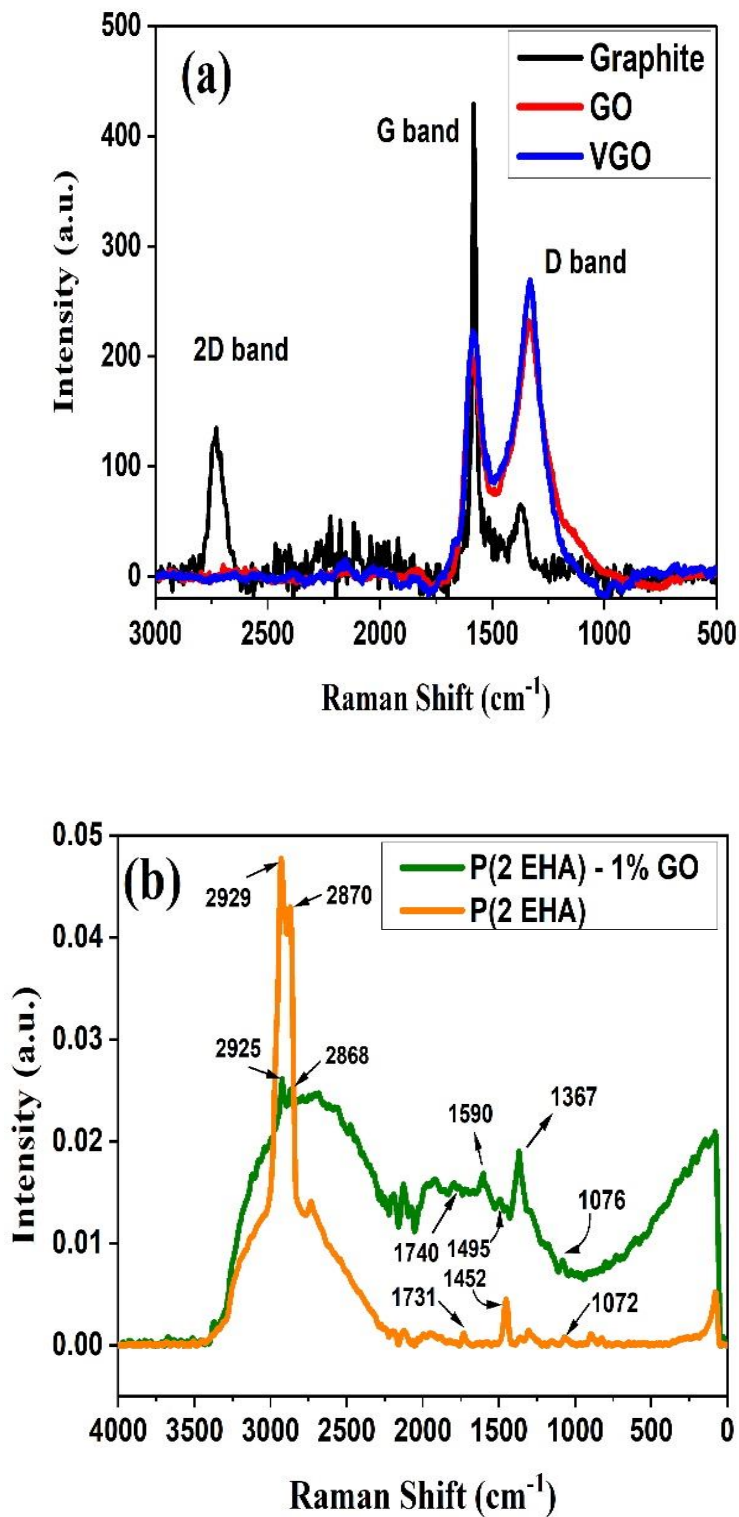 500
(a)
Graphite
GO
VGO
G band
400
300
D band
2D band
200
100
0
Intensity (a.u.)
3000 2500 2000 1500 1000 500
Raman Shift (cm-1)
0.05
(b)
P(2 EHA) - 1% GO
P(2 EHA)
2929 2870
0.04
0.03
2925 2868
1590 1367
0.02
0.01
1740 1495 1076
1452
1731 1072
0.00
Intensity (a.u.)
4000 3500 3000 2500 2000 1500 1000 500 0
Raman Shift (cm-1)